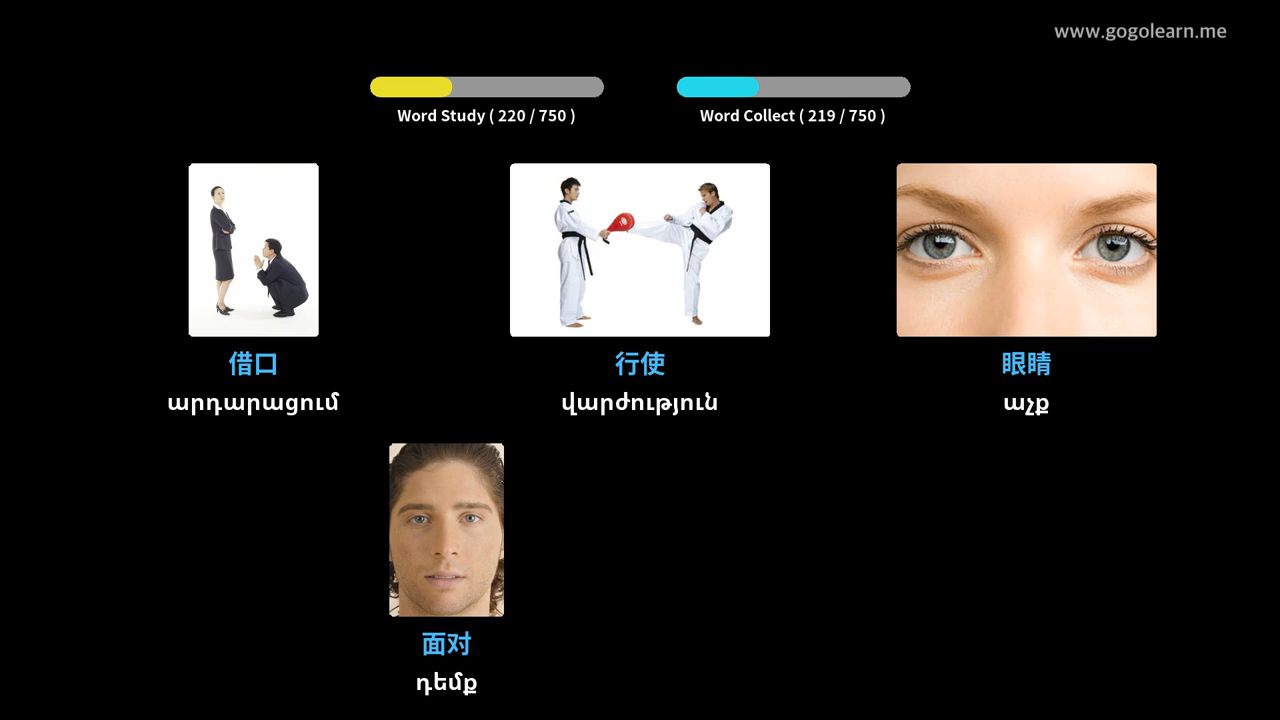 www.gogolearn.me
Word Study ( 220 / 750 )
Word Collect ( 219 / 750 )
借口
արդարացում
行使
վարժություն
眼睛
աչք
面对
դեմք